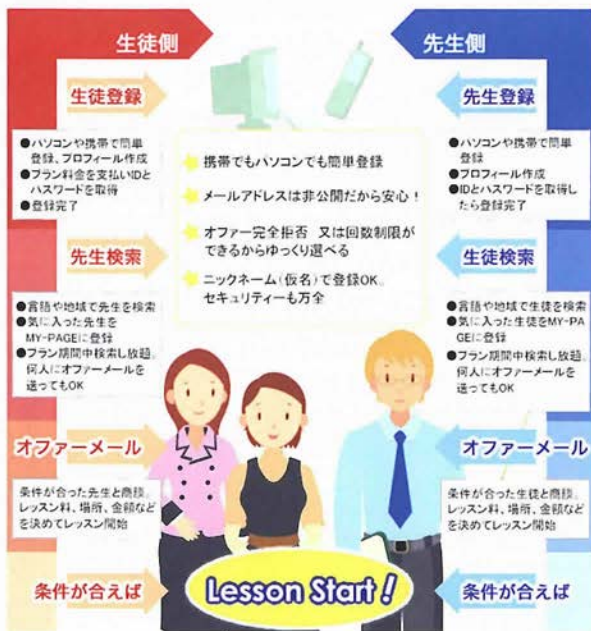 生徒側
生徒登録
●パソコンや携帯で簡単
登録、プロフィール作成
●プラン料金を支払いIDと
パスワードを取得
●登録完了
先生検索
●言語や地域で先生を検索
●気に入った先生を
MY-PAGEに登録
●プラン期間中検索し放題。
何人にオファーメールを
送ってもOK
オファーメール
条件が合った先生と商談。
レッスン料、場所、金額など
を決めてレッスン開始
条件が合えば
携帯でもパソコンでも簡単登録
メールアドレスは非公開だから安心！
オファー完全拒否 又は回数制限が
できるからゆっくり選べる
ニックネーム(仮名)で登録OK。
セキュリティーも万全
先生側
先生登録
●パソコンや携帯で簡単
登録
●プロフィール作成
●IDとパスワードを取得し
たら登録完了
生徒検索
●言語や地域で生徒を検索
●気に入った生徒をMY-PA
GEに登録
●プラン期間中検索し放題。
何人にオファーメールを
送ってもOK
オファーメール
条件が合った生徒と商談。
レッスン料、場所、金額など
を決めてレッスン開始
条件が合えば
Lesson Start!